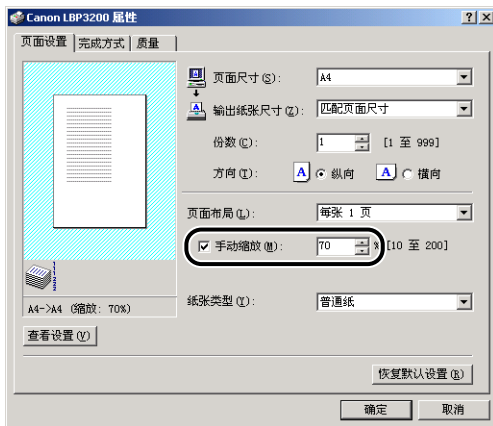 Canon LBP3200 属性
页面设置 完成方式 质量
页面尺寸(S): A4
输出纸张尺寸(Z): 匹配页面尺寸
份数(C): 1 [1 至 999]
方向(T): A 纵向 A 横向
页面布局(L): 每张 1 页
手动缩放(M): 70 % [10 至 200]
A4->A4 (缩放: 70%)
纸张类型(Y): 普通纸
查看设置(V)
恢复默认设置(R)
确定 取消